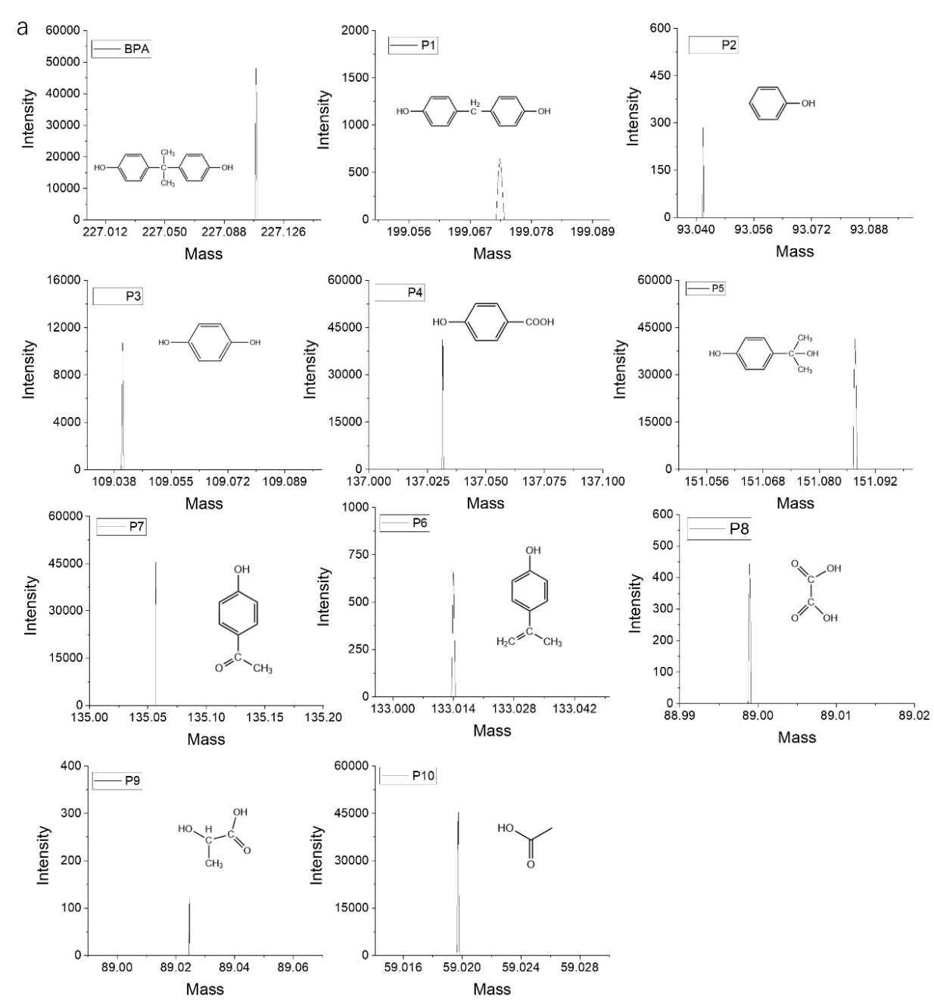 a
BPA
60000
50000
40000
30000
20000
10000
0
Intensity
HO
CH3
C
CH3
OH
227.012 227.050 227.088 227.126
Mass
P1
2000
1500
1000
500
0
Intensity
HO
H2
C
OH
199.056 199.067 199.078 199.089
Mass
P2
600
450
300
150
0
Intensity
OH
93.040 93.056 93.072 93.088
Mass
P3
16000
12000
8000
4000
0
Intensity
HO
OH
109.038 109.055 109.072 109.089
Mass
P4
60000
45000
30000
15000
0
Intensity
HO
COOH
137.000 137.025 137.050 137.075 137.100
Mass
P5
60000
45000
30000
15000
0
Intensity
HO
CH3
C
OH
CH3
151.056 151.068 151.080 151.092
Mass
P7
60000
45000
30000
15000
0
Intensity
OH
C
O
CH3
135.00 135.05 135.10 135.15 135.20
Mass
P6
1000
750
500
250
0
Intensity
OH
C
H2C
CH3
133.000 133.014 133.028 133.042
Mass
P8
600
500
400
300
200
100
0
Intensity
O
OH
C
C
O
OH
88.99 89.00 89.01 89.02
Mass
P9
400
300
200
100
0
Intensity
OH
HO
H
C
C
O
CH3
89.00 89.02 89.04 89.06
Mass
P10
60000
45000
30000
15000
0
Intensity
HO
O
59.016 59.020 59.024 59.028
Mass